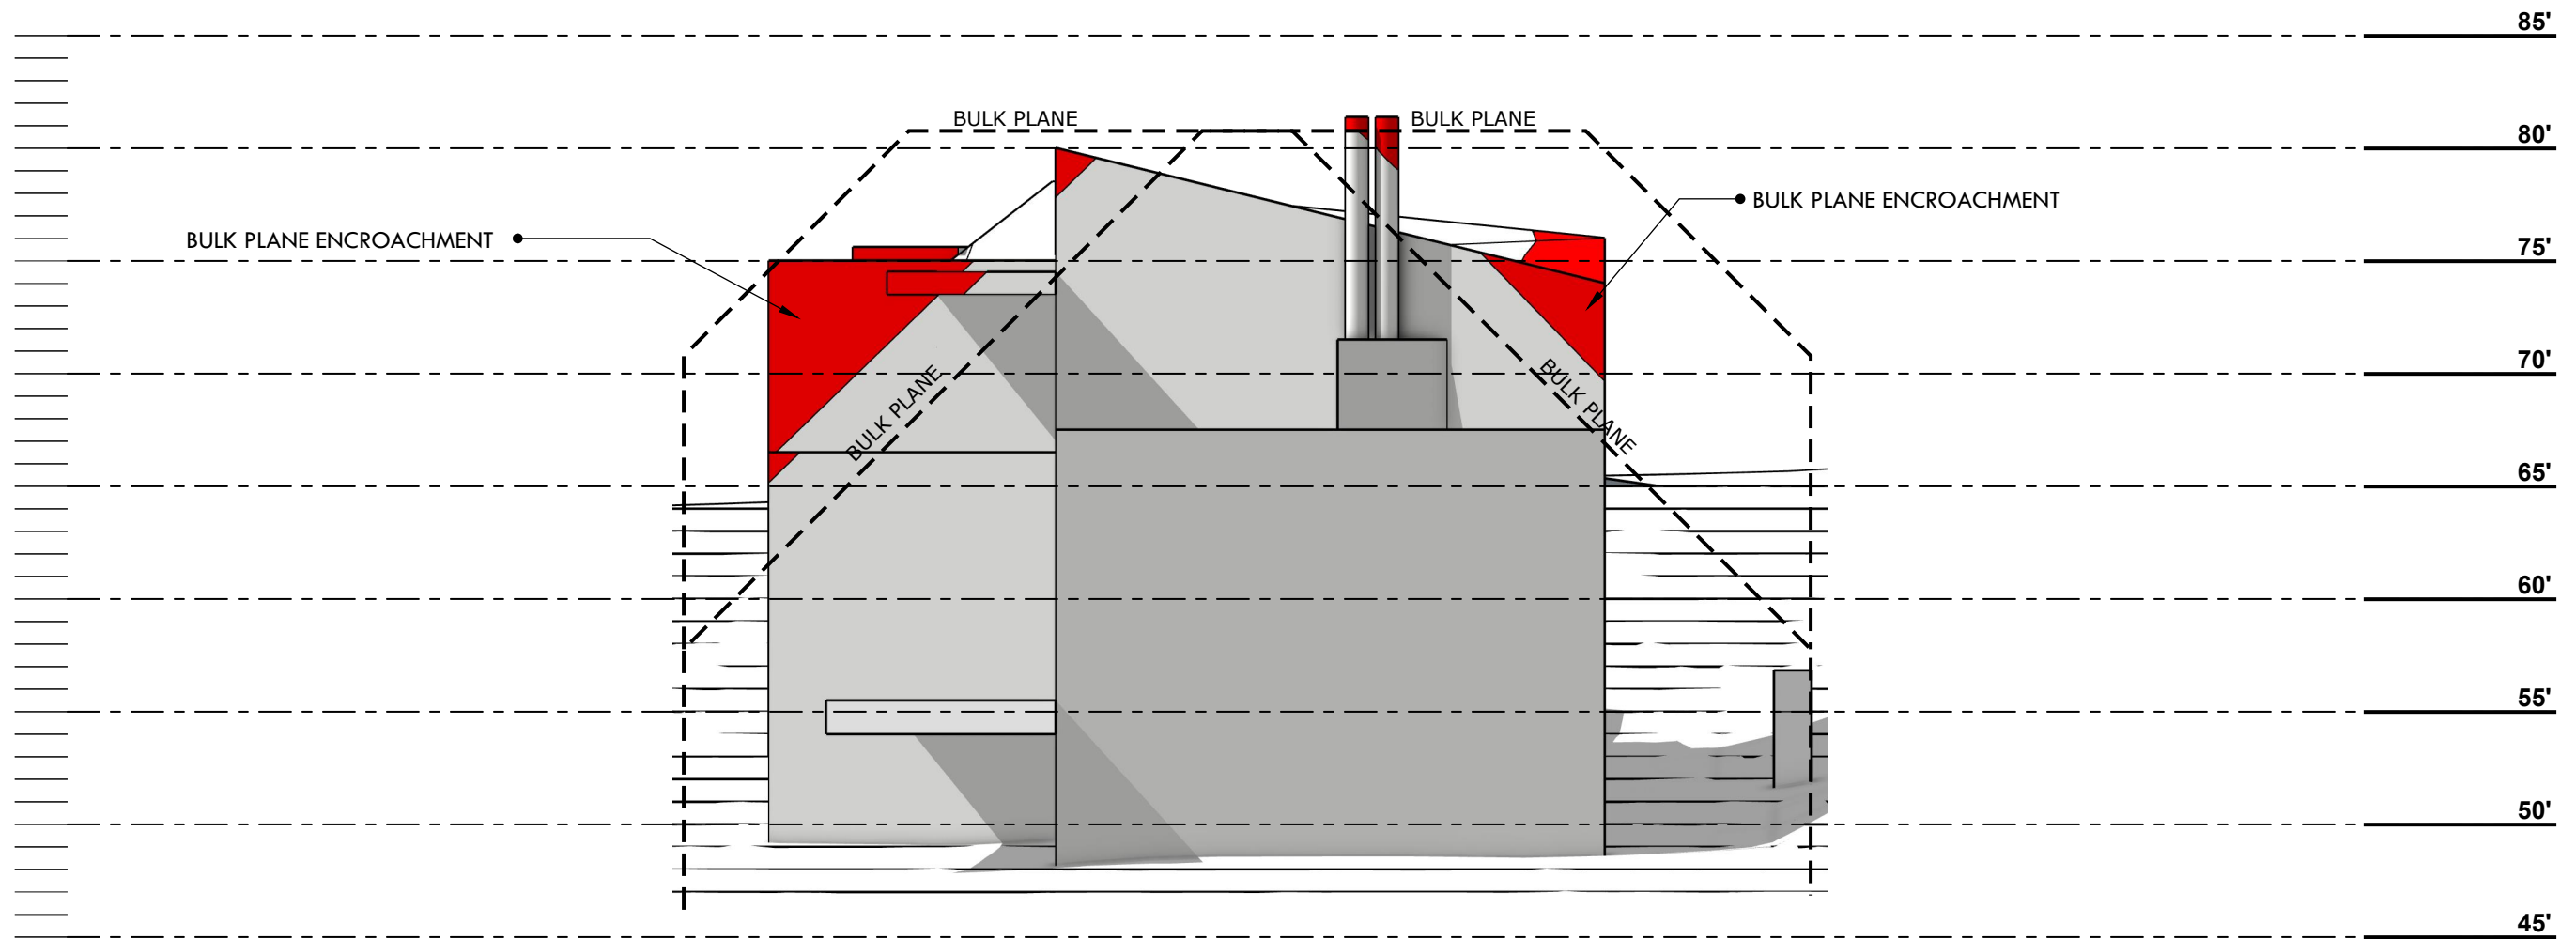 85'
BULK PLANE
BULK PLANE
80'
BULK PLANE ENCROACHMENT
BULK PLANE ENCROACHMENT
75'
70'
BULK PLANE
BULK PLANE
65'
60'
55'
50'
45'